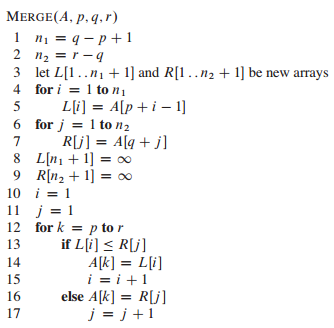 MERGE(A, p, q, r)
1 n₁ = q − p + 1
2 n₂ = r − q
3 let L[1 . . n₁ + 1] and R[1 . . n₂ + 1] be new arrays
4 for i = 1 to n₁
5 L[i] = A[p + i − 1]
6 for j = 1 to n₂
7 R[j] = A[q + j]
8 L[n₁ + 1] = ∞
9 R[n₂ + 1] = ∞
10 i = 1
11 j = 1
12 for k = p to r
13 if L[i] ≤ R[j]
14 A[k] = L[i]
15 i = i + 1
16 else A[k] = R[j]
17 j = j + 1